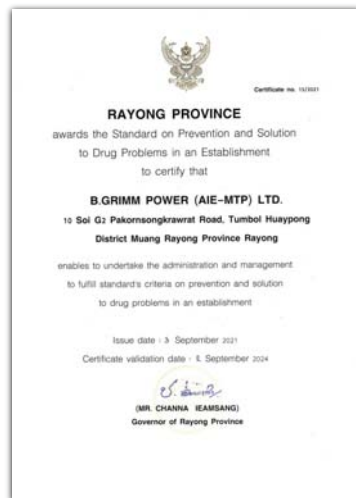 Certificate no.
RAYONG PROVINCE
awards the Standard on Prevention and Solution
to Drug Problems in an Establishment
to certify that
B.GRIMM POWER (AIE-MTP) LTD.
10 Soi G2 Pakornsongkrawrat Road, Tumbol Huaypong
District Muang Rayong Province Rayong
enables to undertake the administration and management
to fulfill standard's criteria on prevention and solution
to drug problems in an establishment
Issue date : 3 September 2021
Certificate validation date : September 2024
(MR. CHANNA IEAMSANG)
Governor of Rayong Province